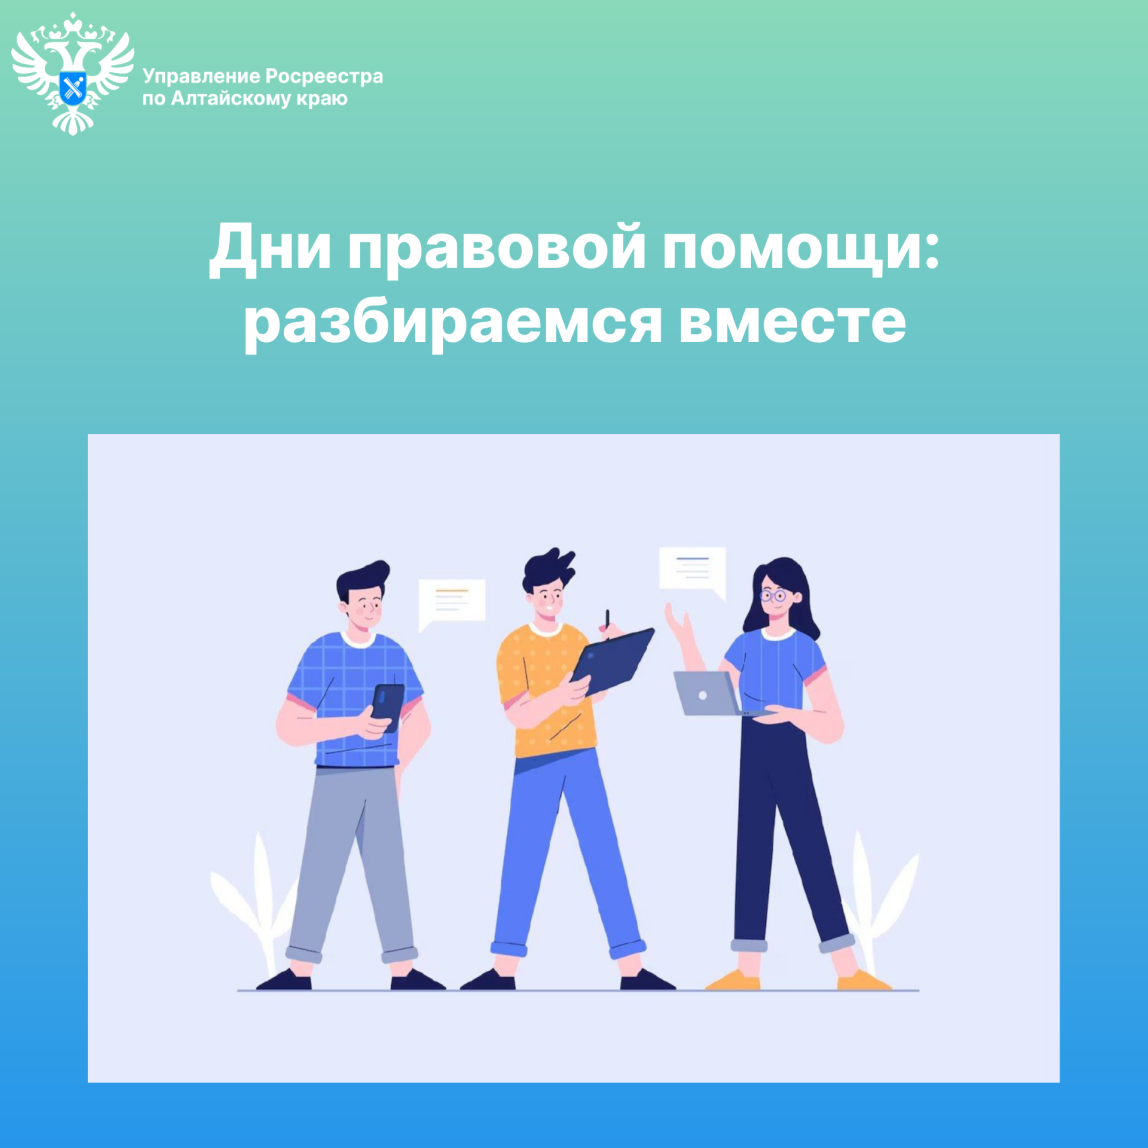 Управление Росреестра
по Алтайскому краю
Дни правовой помощи:
разбираемся вместе